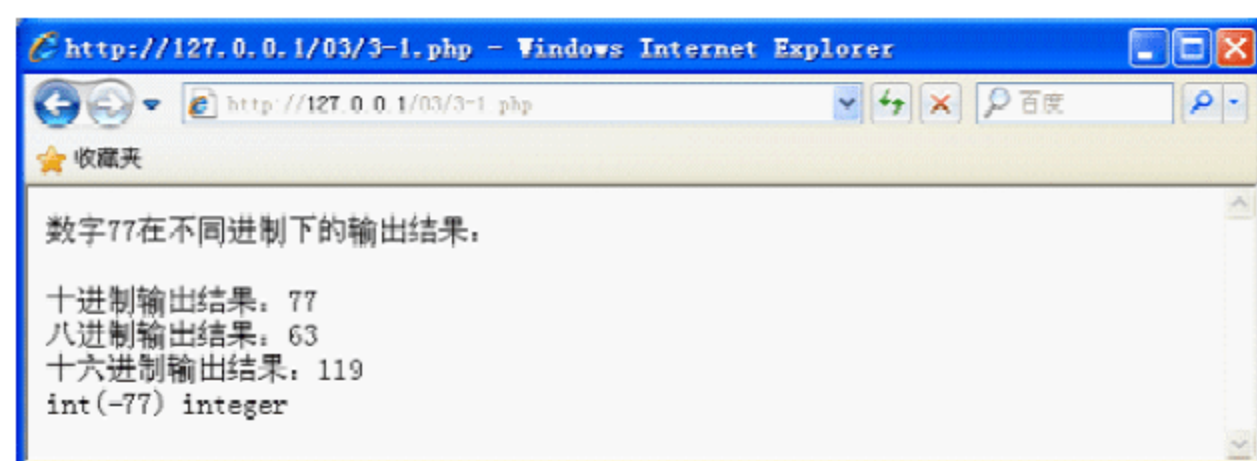 http://127.0.0.1/03/3-1.php - Windows Internet Explorer
http://127.0.0.1/03/3-1.php
百度
收藏夹
数字77在不同进制下的输出结果:
十进制输出结果: 77
八进制输出结果: 63
十六进制输出结果: 119
int(-77) integer